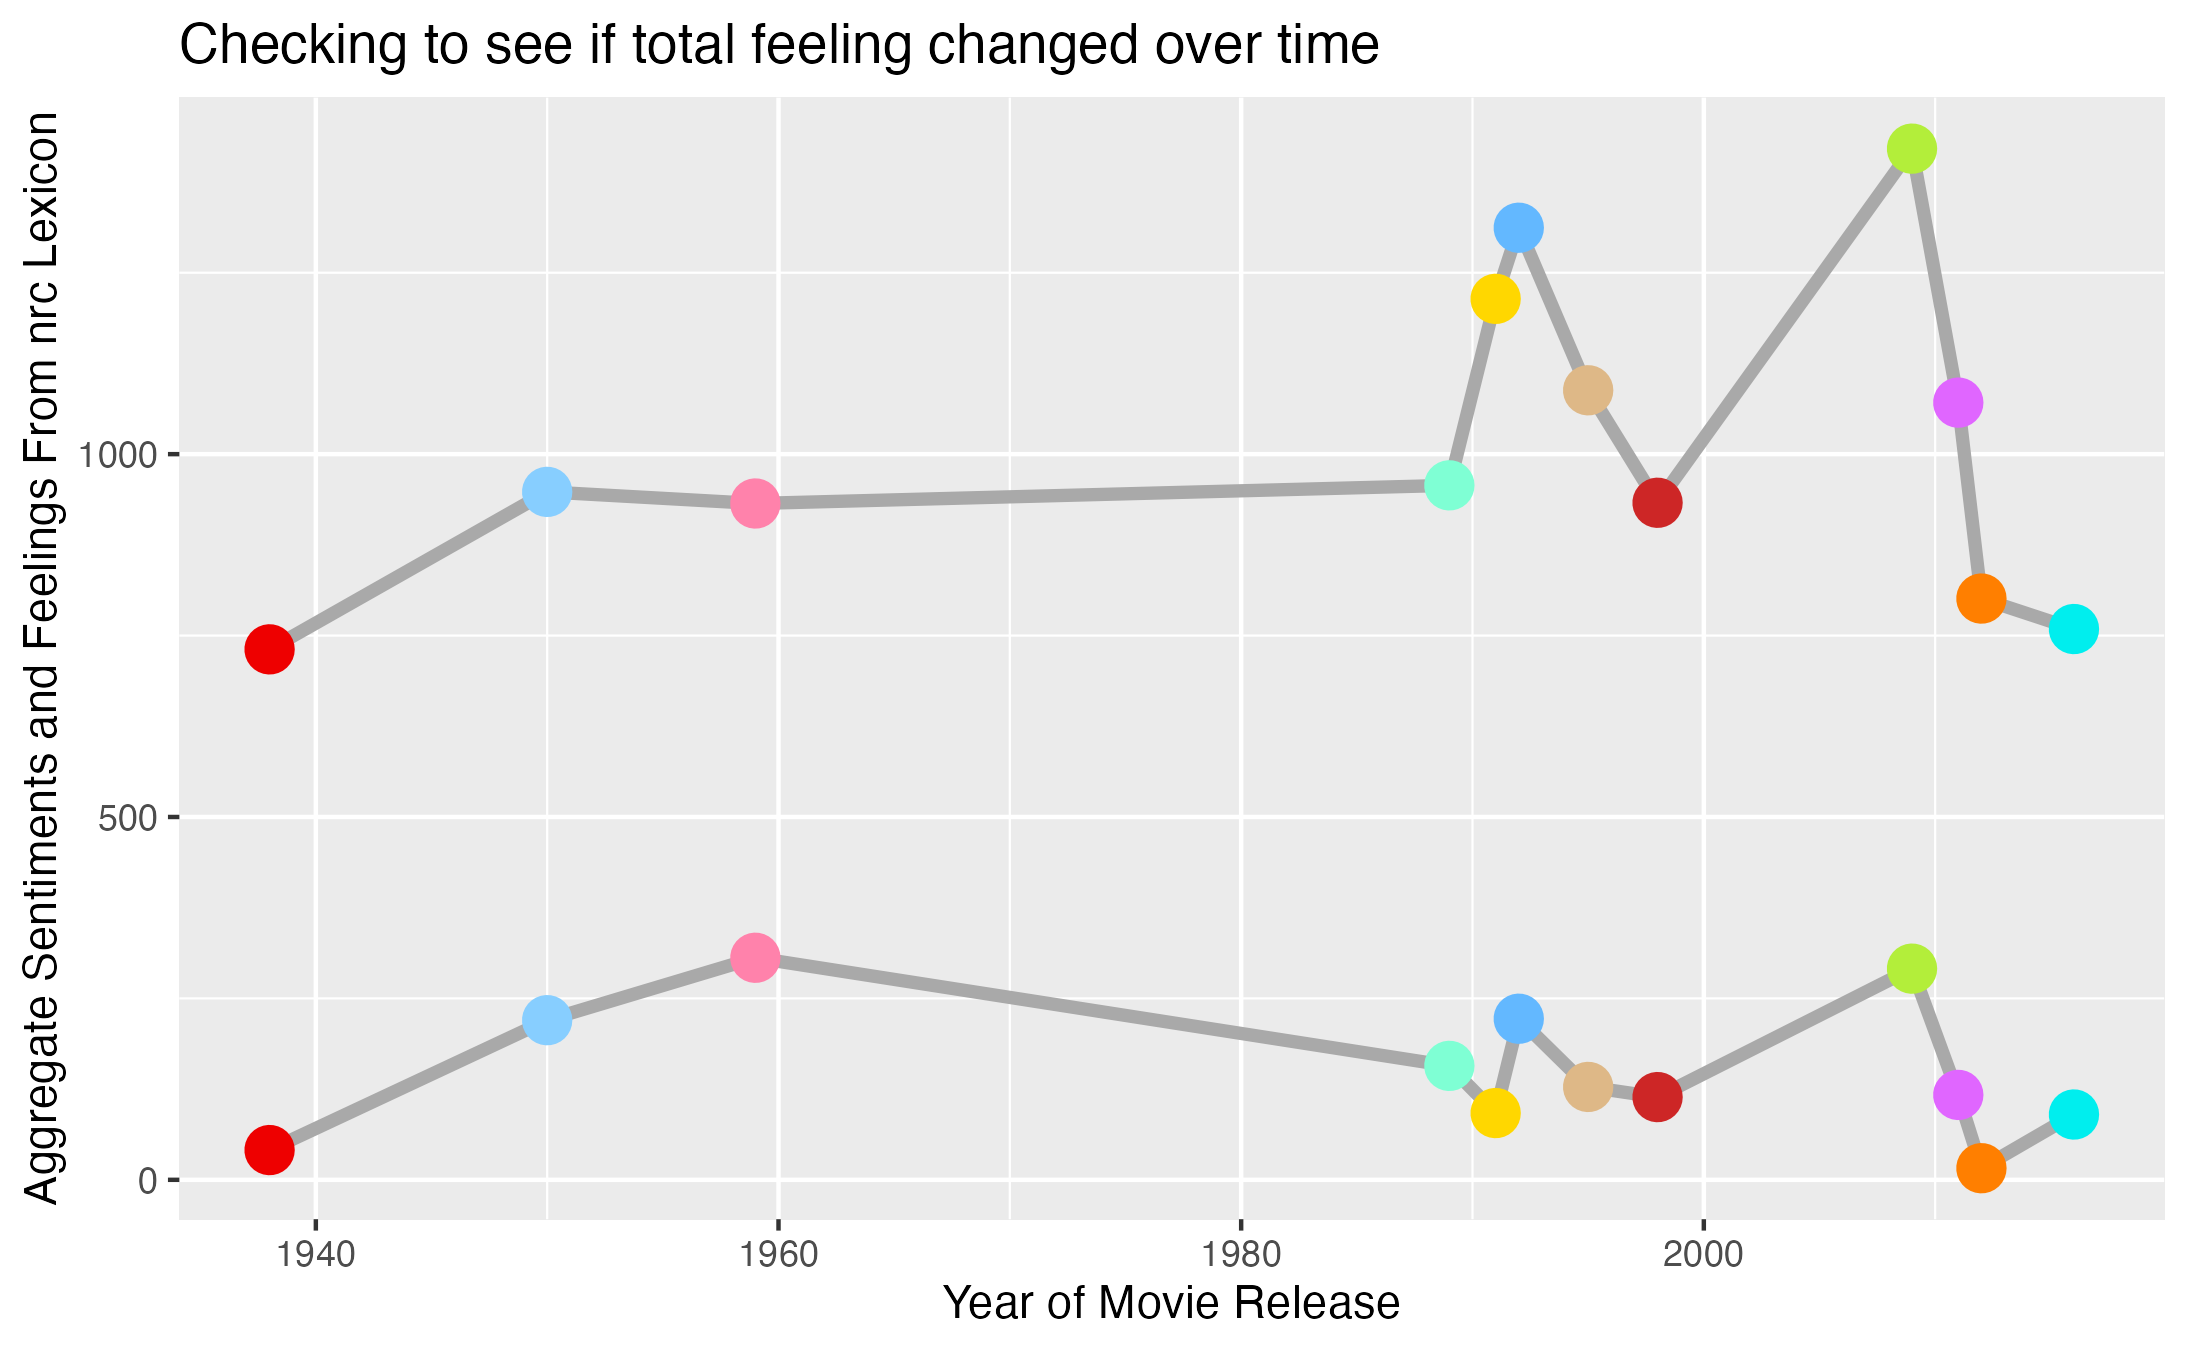 Checking to see if total feeling changed over time
Aggregate Sentiments and Feelings From nrc Lexicon
1000
500
0
1940
1960
1980
2000
Year of Movie Release